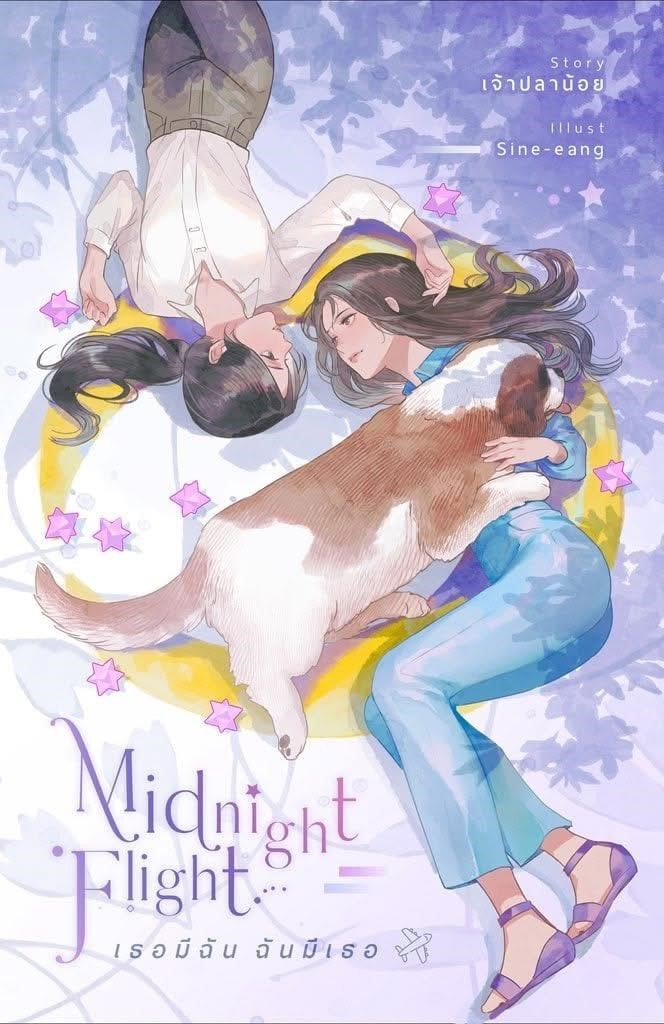 Story
เจ้าปลาน้อย
Illust
Sine-eang
Midnight
Flight...
เธอมีฉัน ฉันมีเธอ